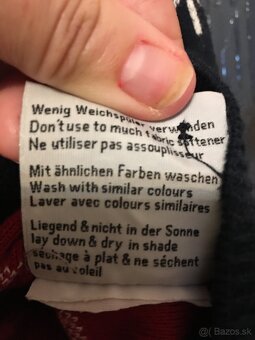 Wenig Weichspüler verwenden
Don't use to much fabric softener
Ne utiliser pas assouplisseur
Mit ähnlichen Farben waschen
Wash with similar colours
Laver avec colours similaires
Liegend & nicht in der Sonne
lay down & dry in shade
séchage à plat & ne séchent
pas au soleil
© Bazos.sk